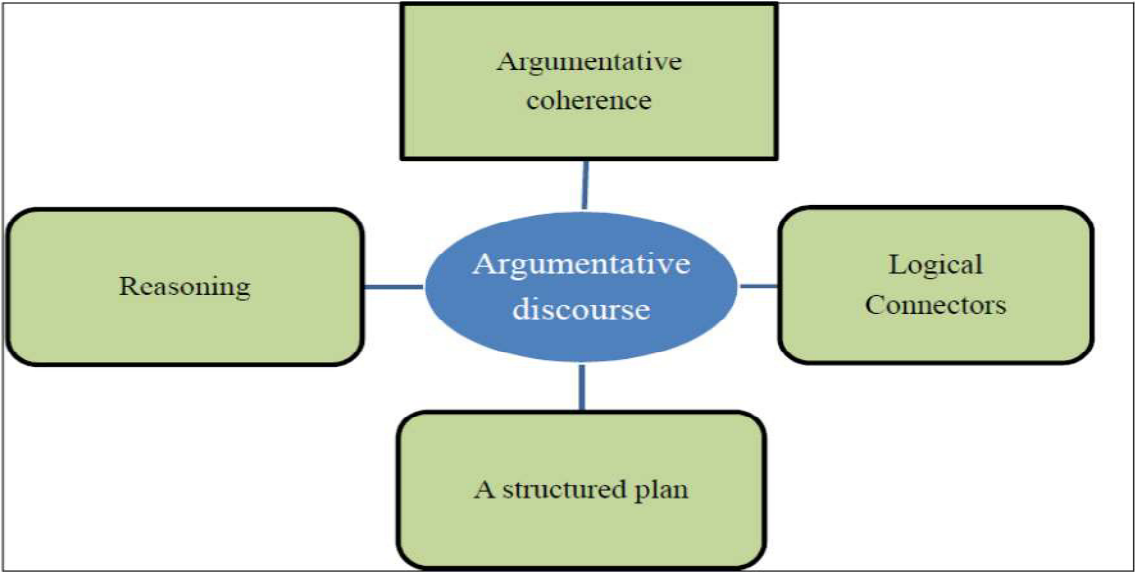 Argumentative
coherence
Reasoning
Argumentative
discourse
Logical
Connectors
A structured plan